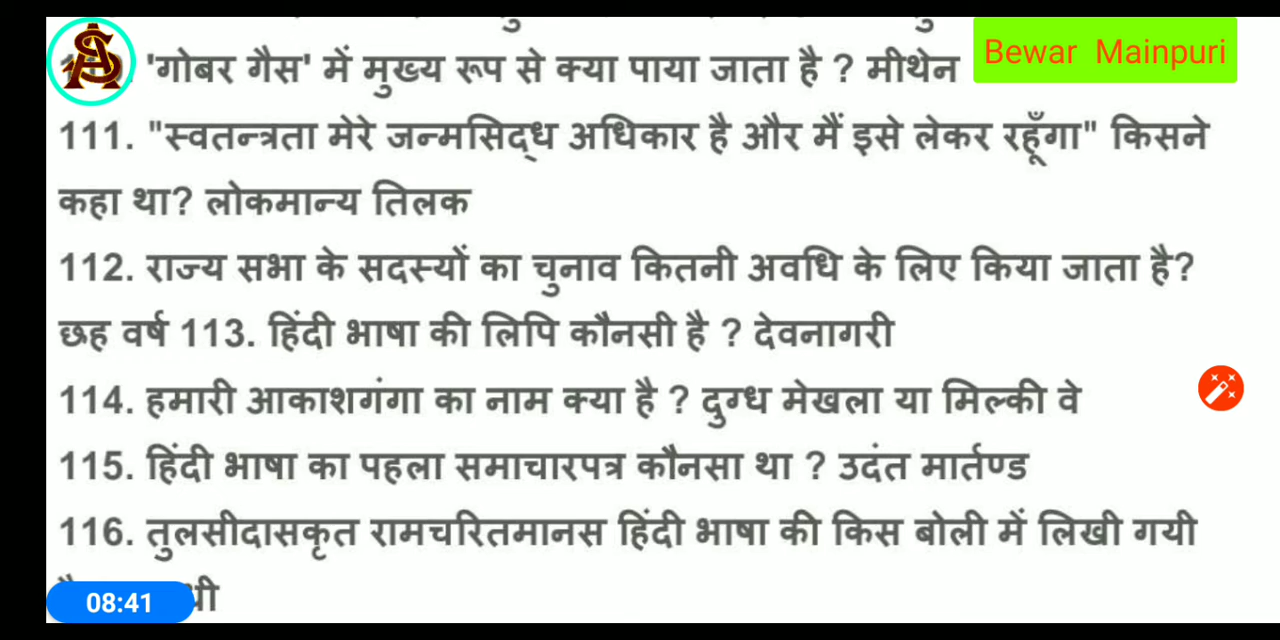 'गोबर गैस' में मुख्य रूप से क्या पाया जाता है ? मीथेन
Bewar Mainpuri
111. "स्वतन्त्रता मेरे जन्मसिद्ध अधिकार है और मैं इसे लेकर रहूँगा" किसने
कहा था? लोकमान्य तिलक
112. राज्य सभा के सदस्यों का चुनाव कितनी अवधि के लिए किया जाता है?
छह वर्ष 113. हिंदी भाषा की लिपि कौनसी है ? देवनागरी
114. हमारी आकाशगंगा का नाम क्या है ? दुग्ध मेखला या मिल्की वे
115. हिंदी भाषा का पहला समाचारपत्र कौनसा था ? उदंत मार्तण्ड
116. तुलसीदासकृत रामचरितमानस हिंदी भाषा की किस बोली में लिखी गयी
08:41